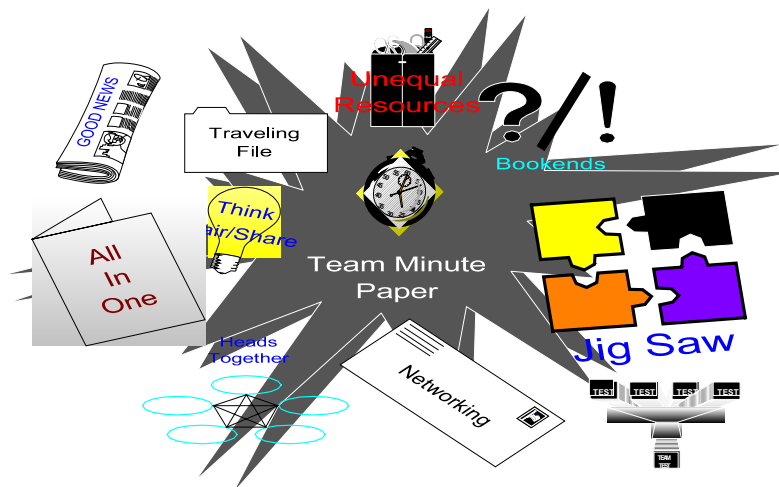 GOOD NEWS
Unequal
Resources
Traveling
File
?/!
Bookends
Think
air/Share
All
In
One
Team Minute
Paper
Heads
Together
Networking
Jig Saw
TEST
TEST
TEST
TEST
TEAM
TEST